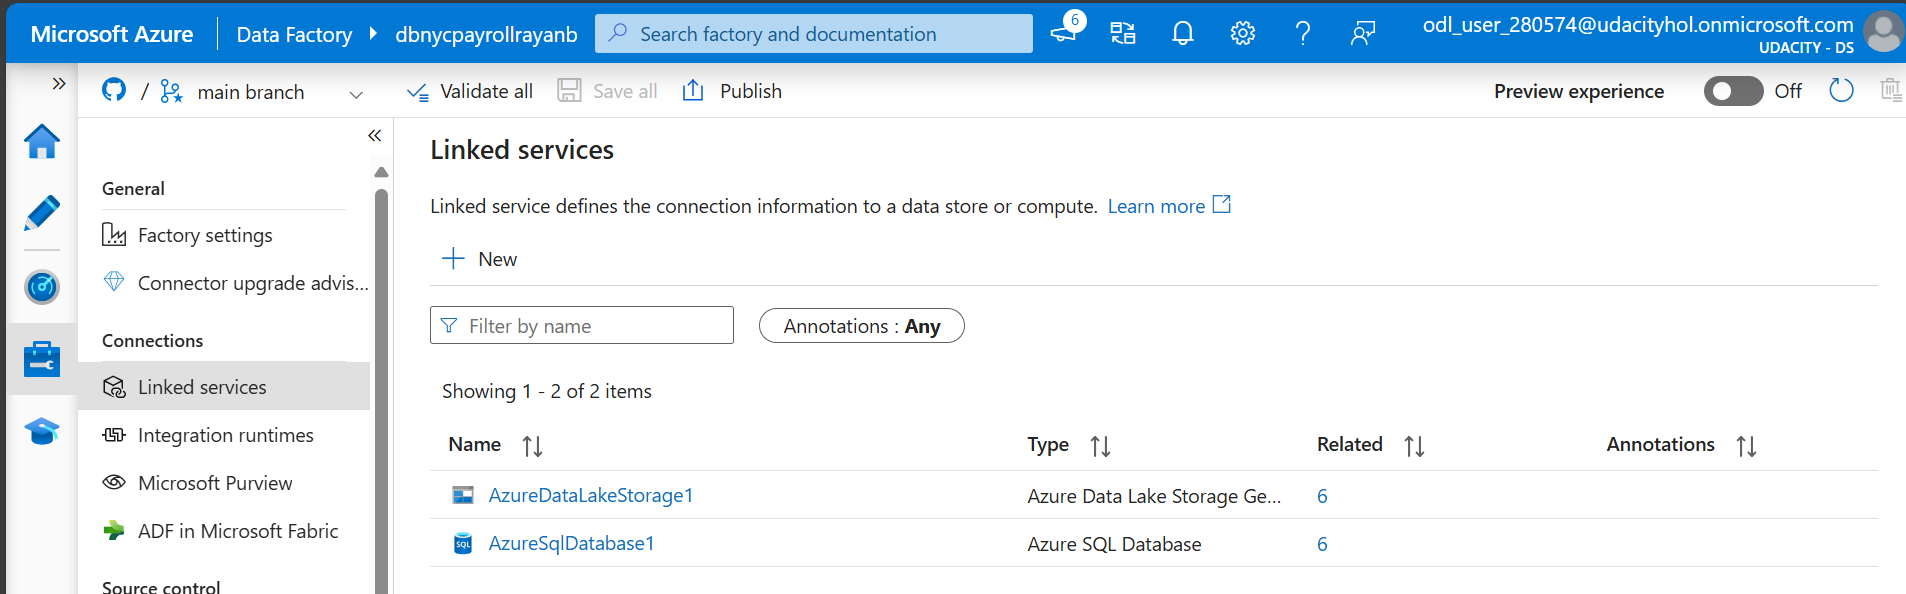 Microsoft Azure Data Factory dbnycpayrollrayanb Search factory and documentation 6 odl_user_280574@udacityhol.onmicrosoft.com
UDACITY - DS
/ main branch Validate all Save all Publish Preview experience Off
General
Factory settings
Connector upgrade advis...
Connections
Linked services
Integration runtimes
Microsoft Purview
ADF in Microsoft Fabric
Source control
Linked services
Linked service defines the connection information to a data store or compute. Learn more
New
Filter by name Annotations : Any
Showing 1 - 2 of 2 items
Name Type Related Annotations
AzureDataLakeStorage1 Azure Data Lake Storage Ge... 6
SQL AzureSqlDatabase1 Azure SQL Database 6